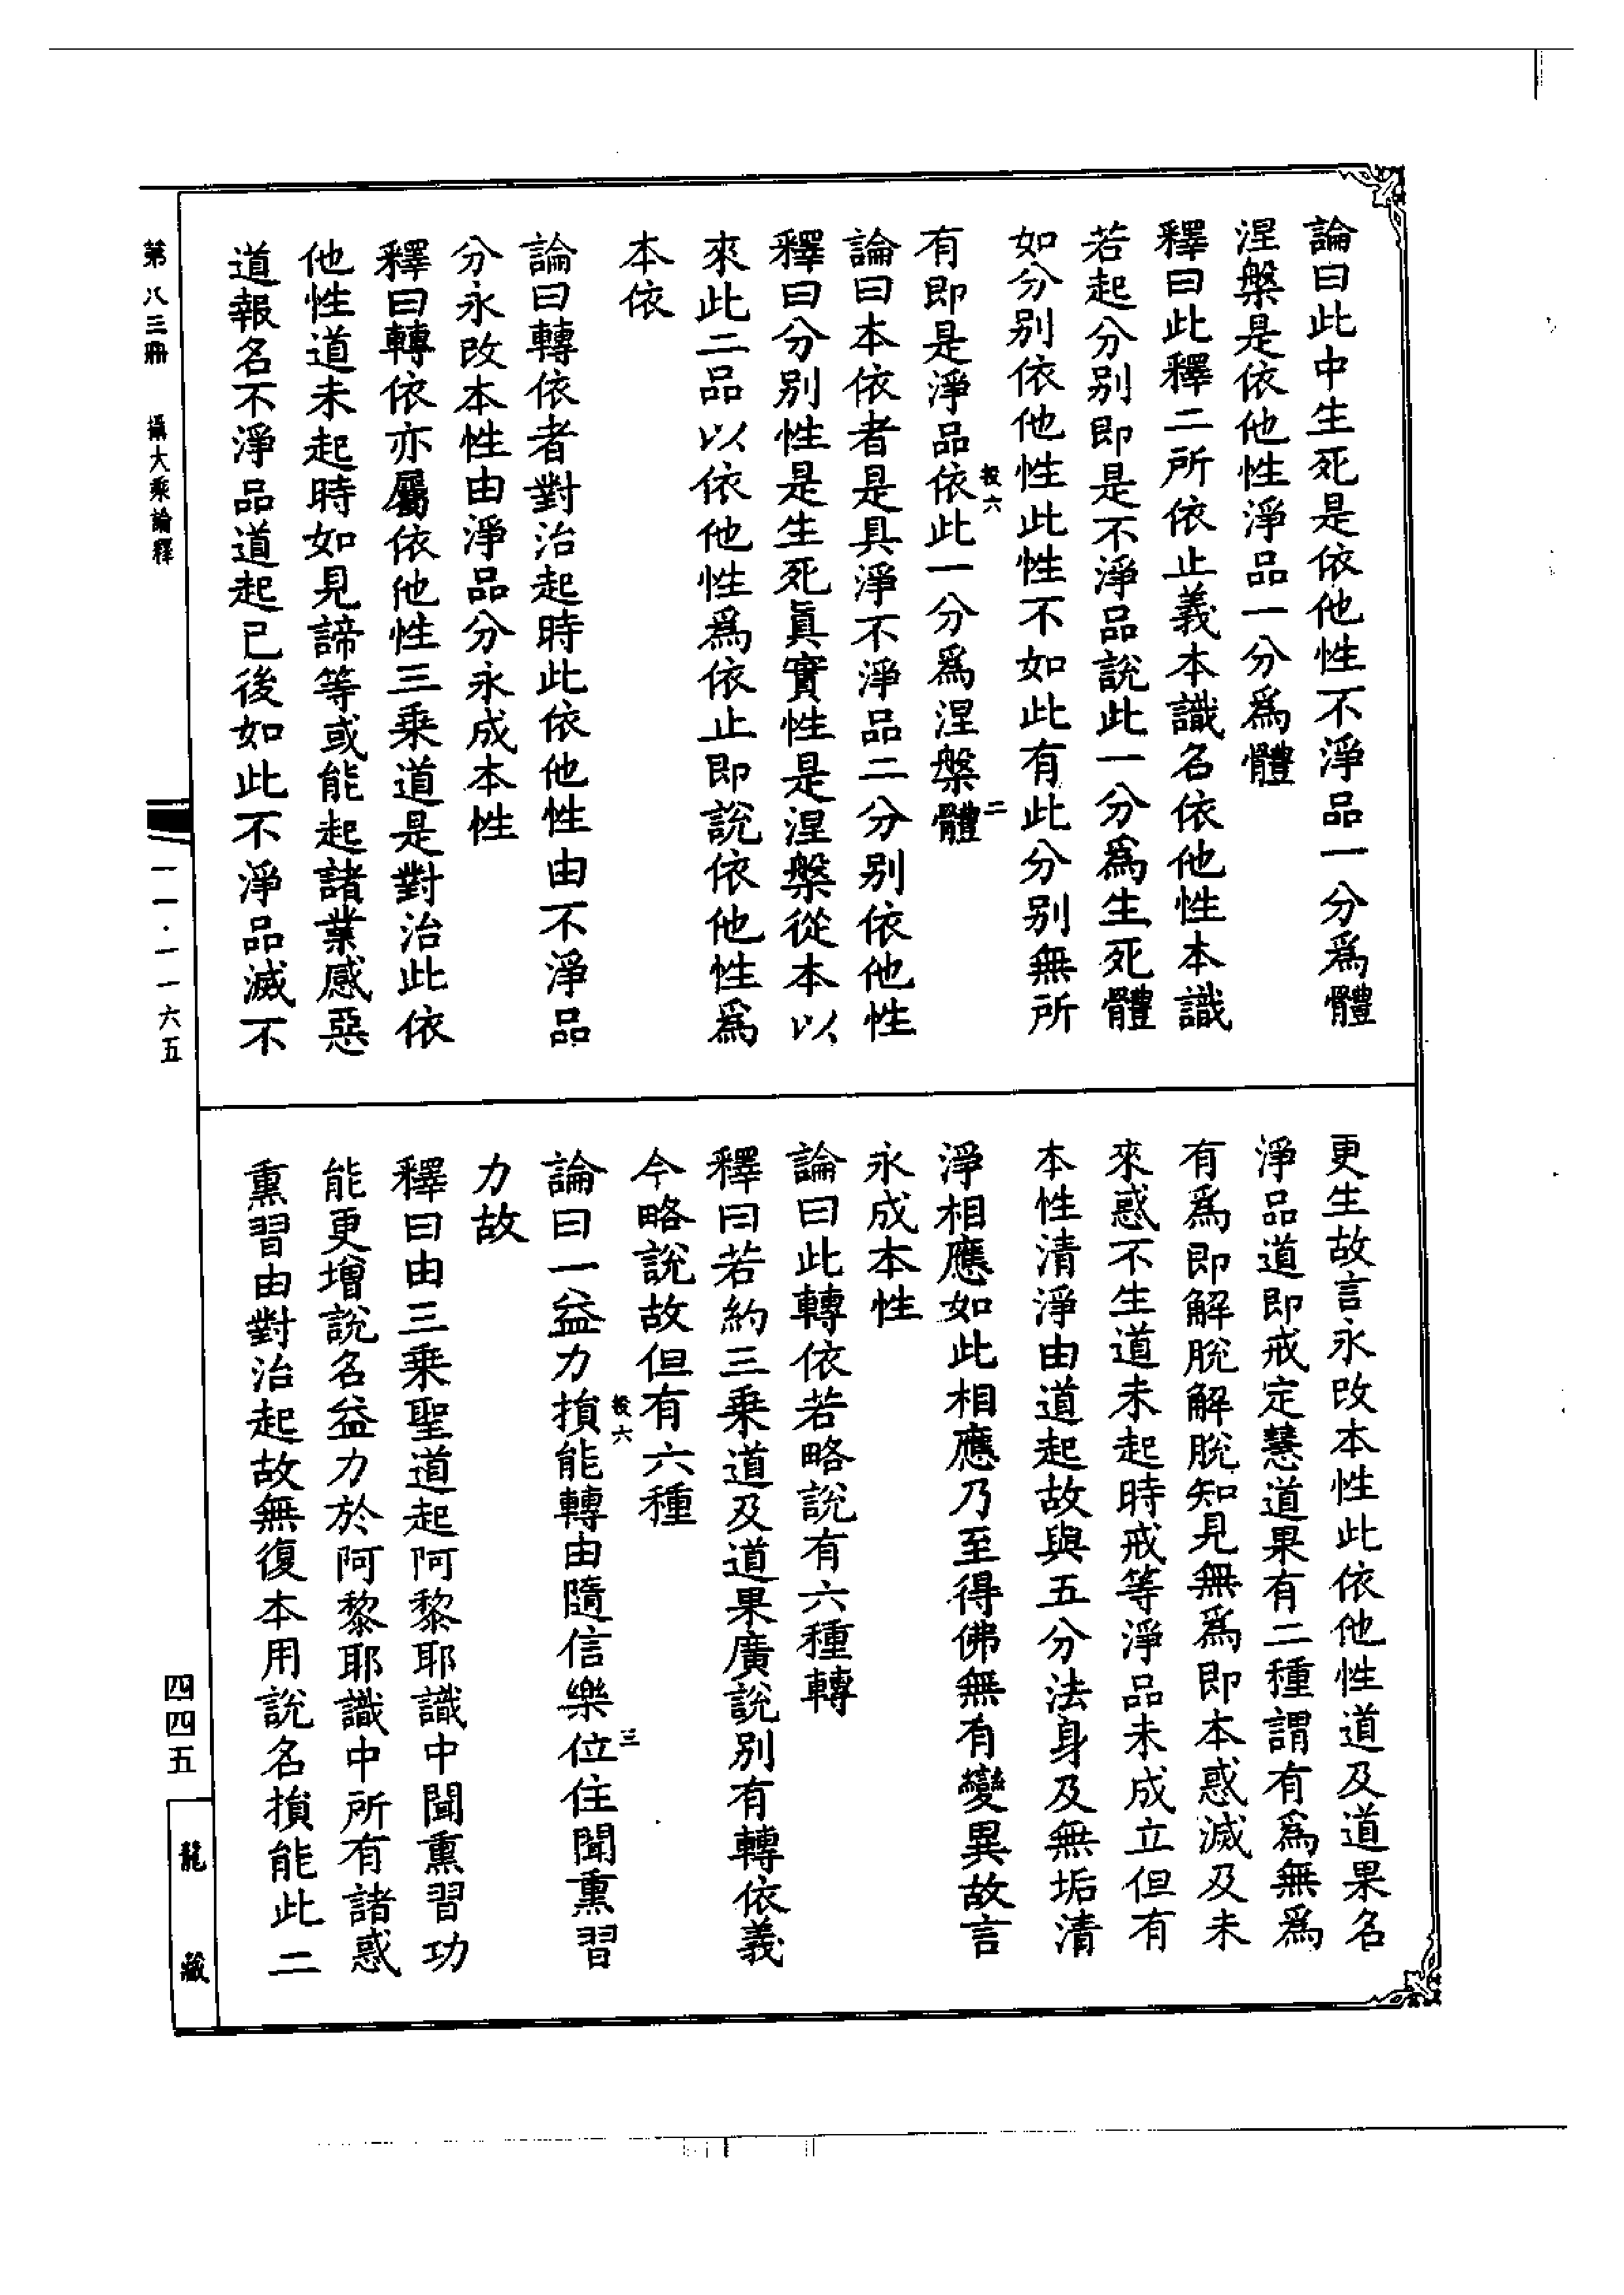 論曰此中生死是依他性不淨品一分爲體
涅槃是依他性淨品一分爲體
釋曰此釋二所依止義本識名依他性本識
若起分別即是不淨品說此一分爲生死體
如分別依他性此性不如此有此分別無所
有即是淨品依此一分爲涅槃體
論曰本依者是具淨不淨品二分別依他性
釋曰分別性是生死眞實性是涅槃從本以
來此二品以依他性爲依止即說依他性爲
本依
論曰轉依者對治起時此依他性由不淨品
分永改本性由淨品分永成本性
釋曰轉依亦屬依他性三乘道是對治此依
他性道未起時如見諦等或能起諸業感惡
道報名不淨品道起已後如此不淨品滅不
更生故言永改本性此依他性道及道果名
淨品道即戒定慧道果有二種謂有爲無爲
有爲即解脫解脫知見無爲即本惑滅及未
來惑不生道未起時戒等淨品未成立但有
本性清淨由道起故與五分法身及無垢清
淨相應如此相應乃至得佛無有變異故言
永成本性
論曰此轉依若略說有六種轉
釋曰若約三乘道及道果廣說別有轉依義
今略說故但有六種
論曰一益力損能轉由隨信樂位住聞熏習
力故
釋曰由三乘聖道起阿黎耶識中聞熏習功
能更增說名益力於阿黎耶識中所有諸惑
熏習由對治起故無復本用說名損能此二
投六
二
投六
三
第八三冊 攝大乘論釋
一一·一一六五
四四五
龍藏